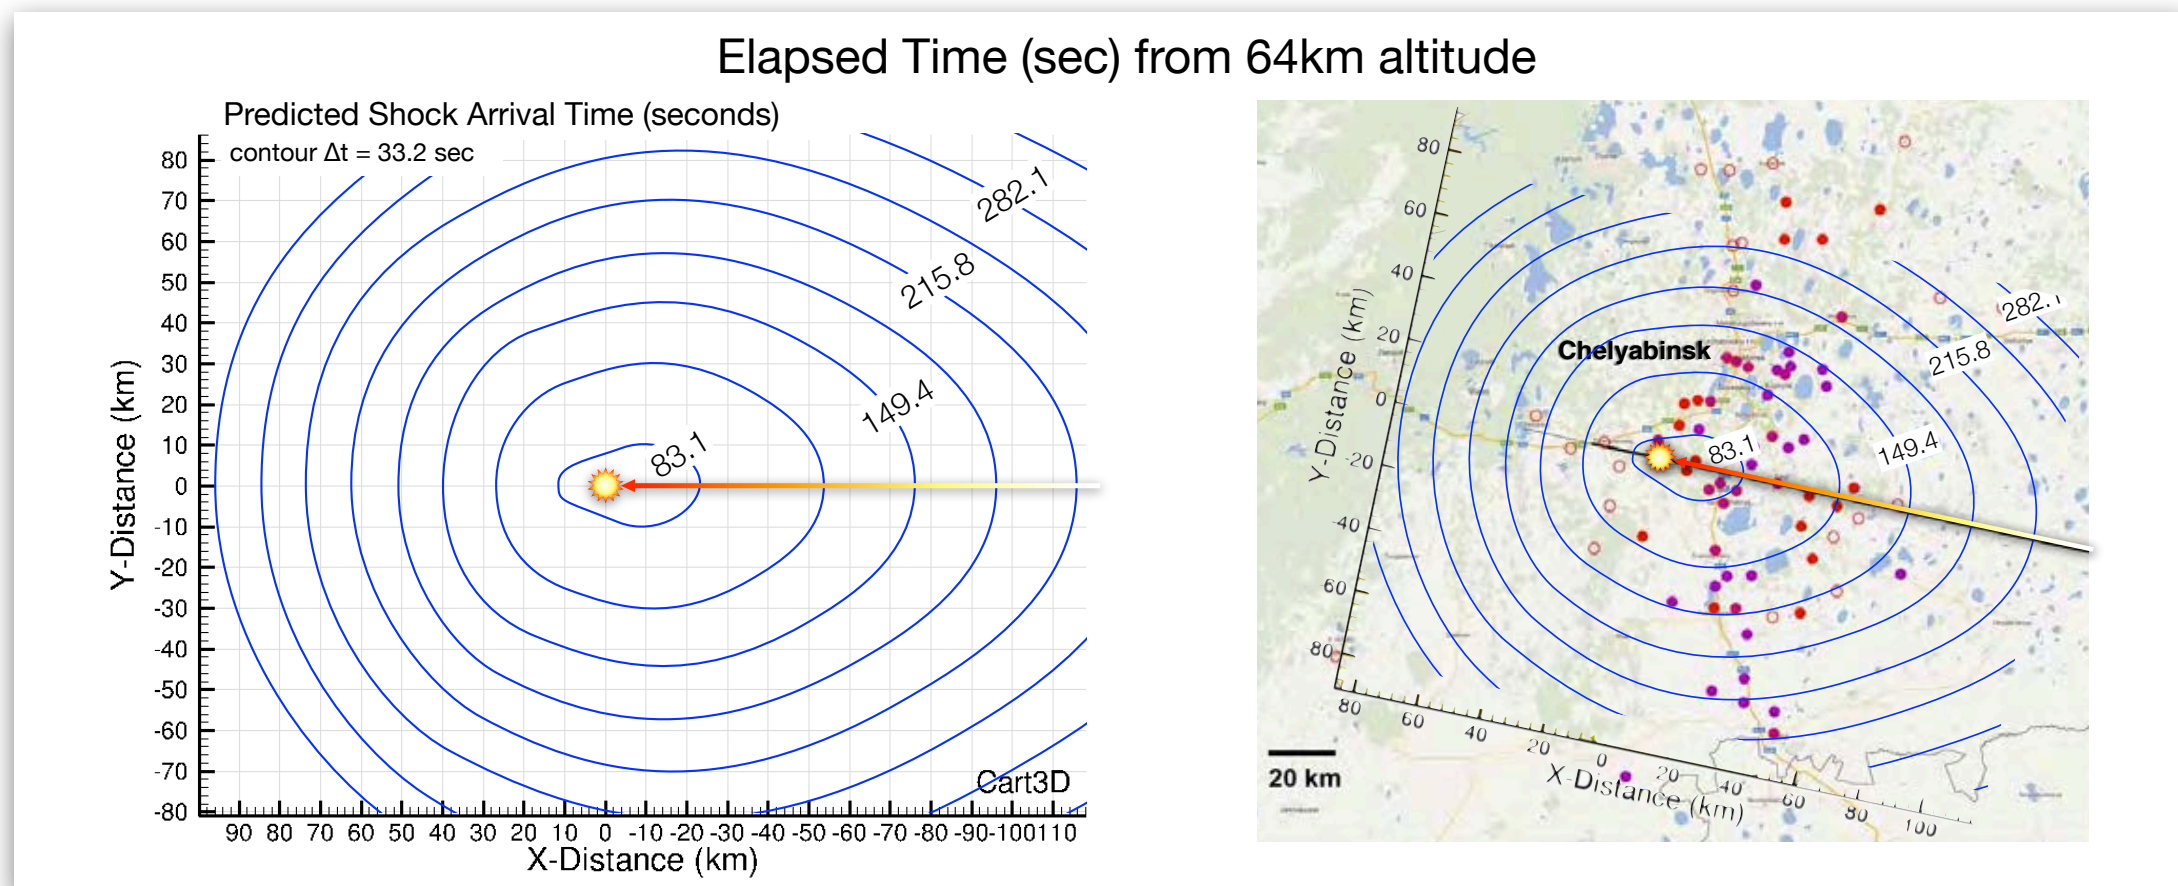 Elapsed Time (sec) from 64km altitude
Predicted Shock Arrival Time (seconds)
contour Δt = 33.2 sec
80
70
60
50
40
30
20
10
0
-10
-20
-30
-40
-50
-60
-70
-80
Y-Distance (km)
282.1
215.8
149.4
83.1
Cart3D
90 80 70 60 50 40 30 20 10 0 -10 -20 -30 -40 -50 -60 -70 -80 -90 -100 110
X-Distance (km)
80
60
40
20
0
-20
-40
60
80
Y-Distance (km)
Chelyabinsk
282.1
215.8
149.4
83.1
80 60 40 20 0 20 40 60 80 100
X-Distance (km)
20 km